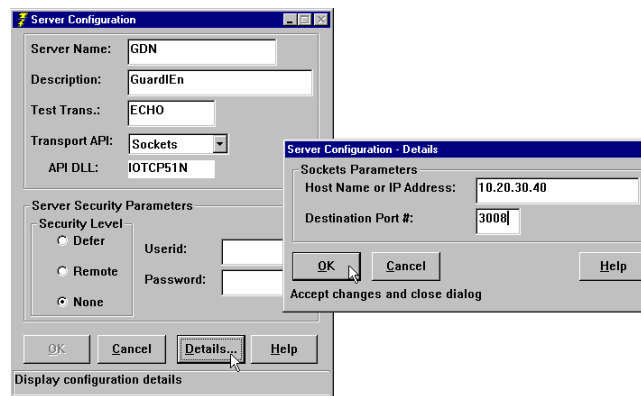 Server Configuration
Server Name: GDN
Description: GuardIEn
Test Trans.: ECHO
Transport API: Sockets
API DLL: IOTCP51N
Server Security Parameters
Security Level
Defer
Remote
None
Userid:
Password:
OK Cancel Details... Help
Display configuration details
Server Configuration - Details
Sockets Parameters
Host Name or IP Address: 10.20.30.40
Destination Port #: 3008
OK Cancel Help
Accept changes and close dialog